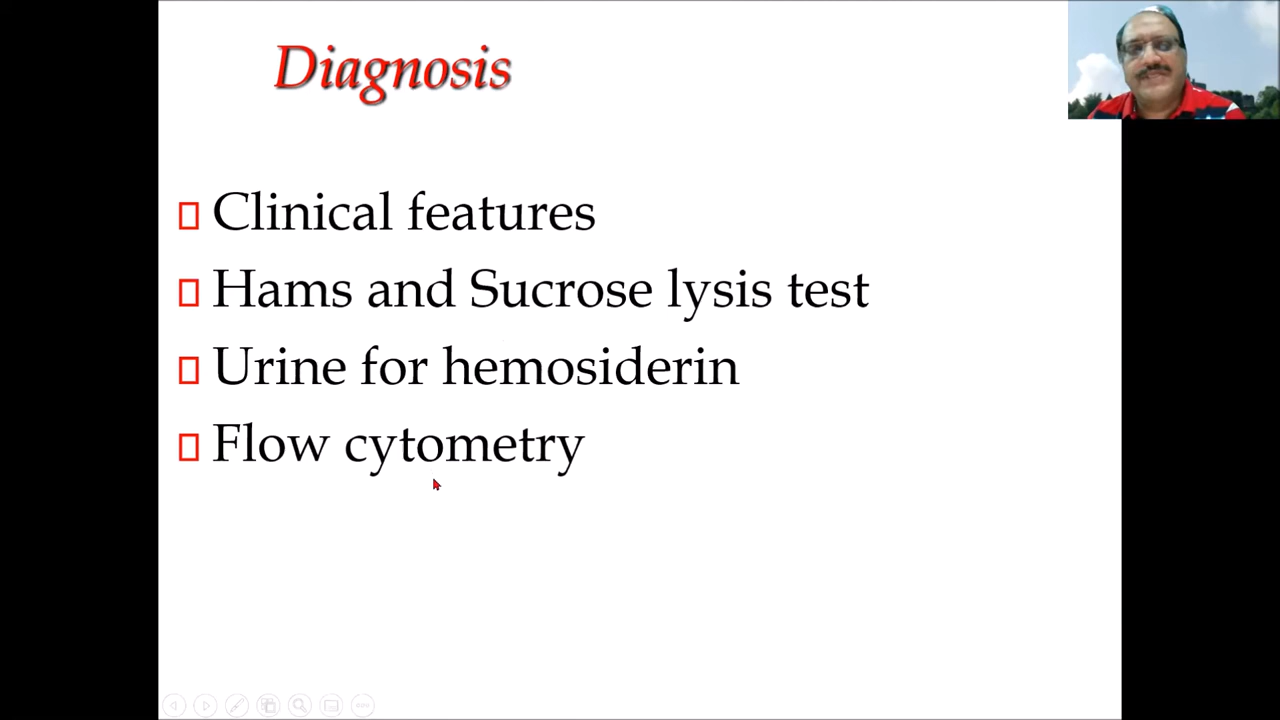 Diagnosis
Clinical features
Hams and Sucrose lysis test
Urine for hemosiderin
Flow cytometry